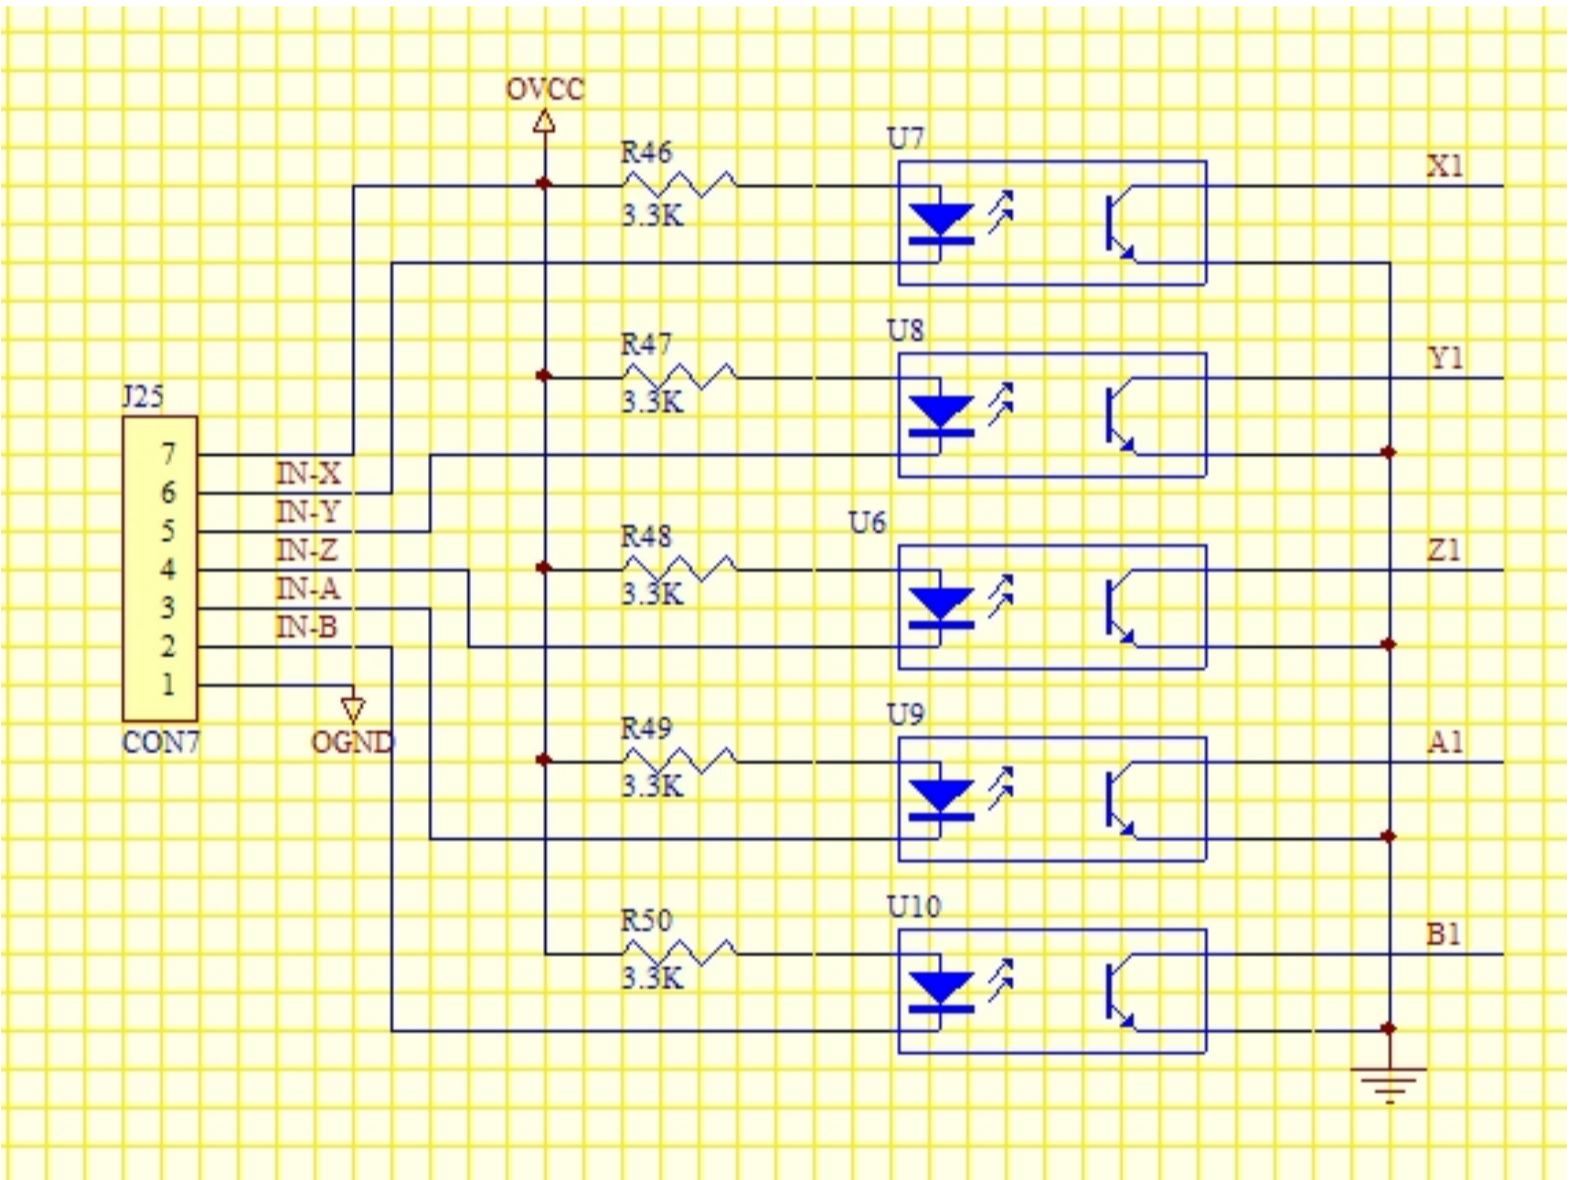 OVCC
R46
3.3K
U7
X1
R47
3.3K
U8
Y1
J25
7
IN-X
6
IN-Y
5
IN-Z
4
IN-A
3
IN-B
2
1
CON7
OGND
R48
3.3K
U6
Z1
R49
3.3K
U9
A1
R50
3.3K
U10
B1